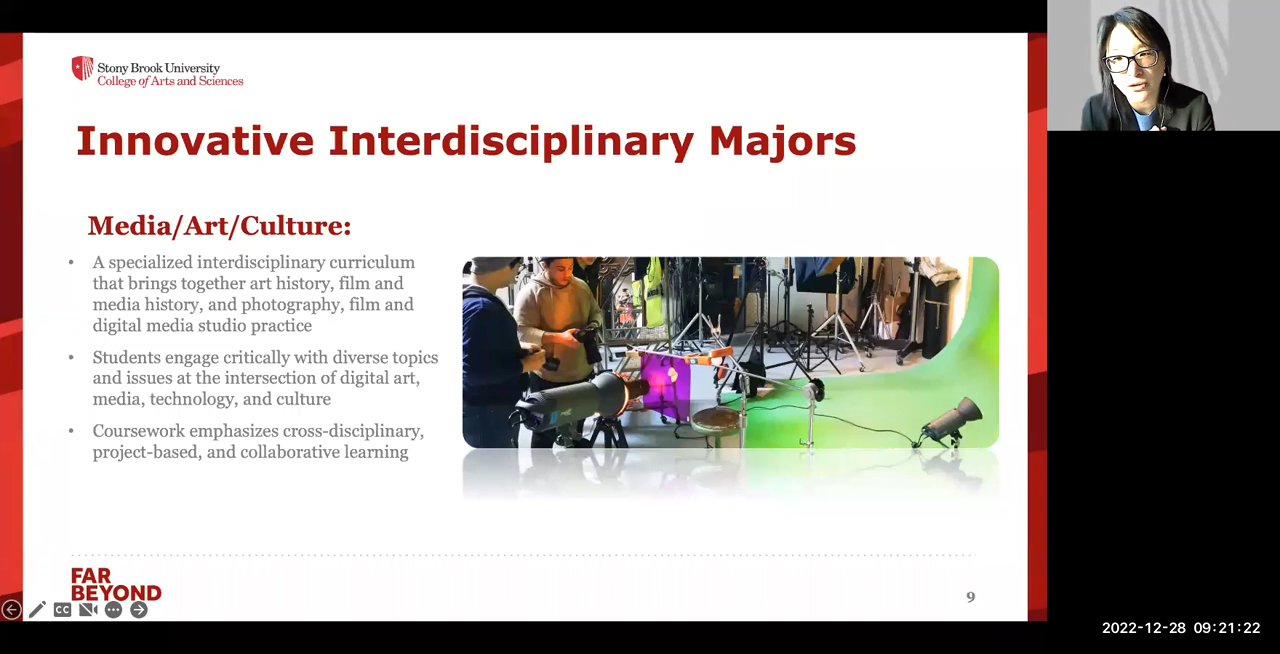 Stony Brook University
College of Arts and Sciences
Innovative Interdisciplinary Majors
Media/Art/Culture:
• A specialized interdisciplinary curriculum
that brings together art history, film and
media history, and photography, film and
digital media studio practice
• Students engage critically with diverse topics
and issues at the intersection of digital art,
media, technology, and culture
• Coursework emphasizes cross-disciplinary,
project-based, and collaborative learning
FAR
BEYOND
CC
9
2022-12-28 09:21:22